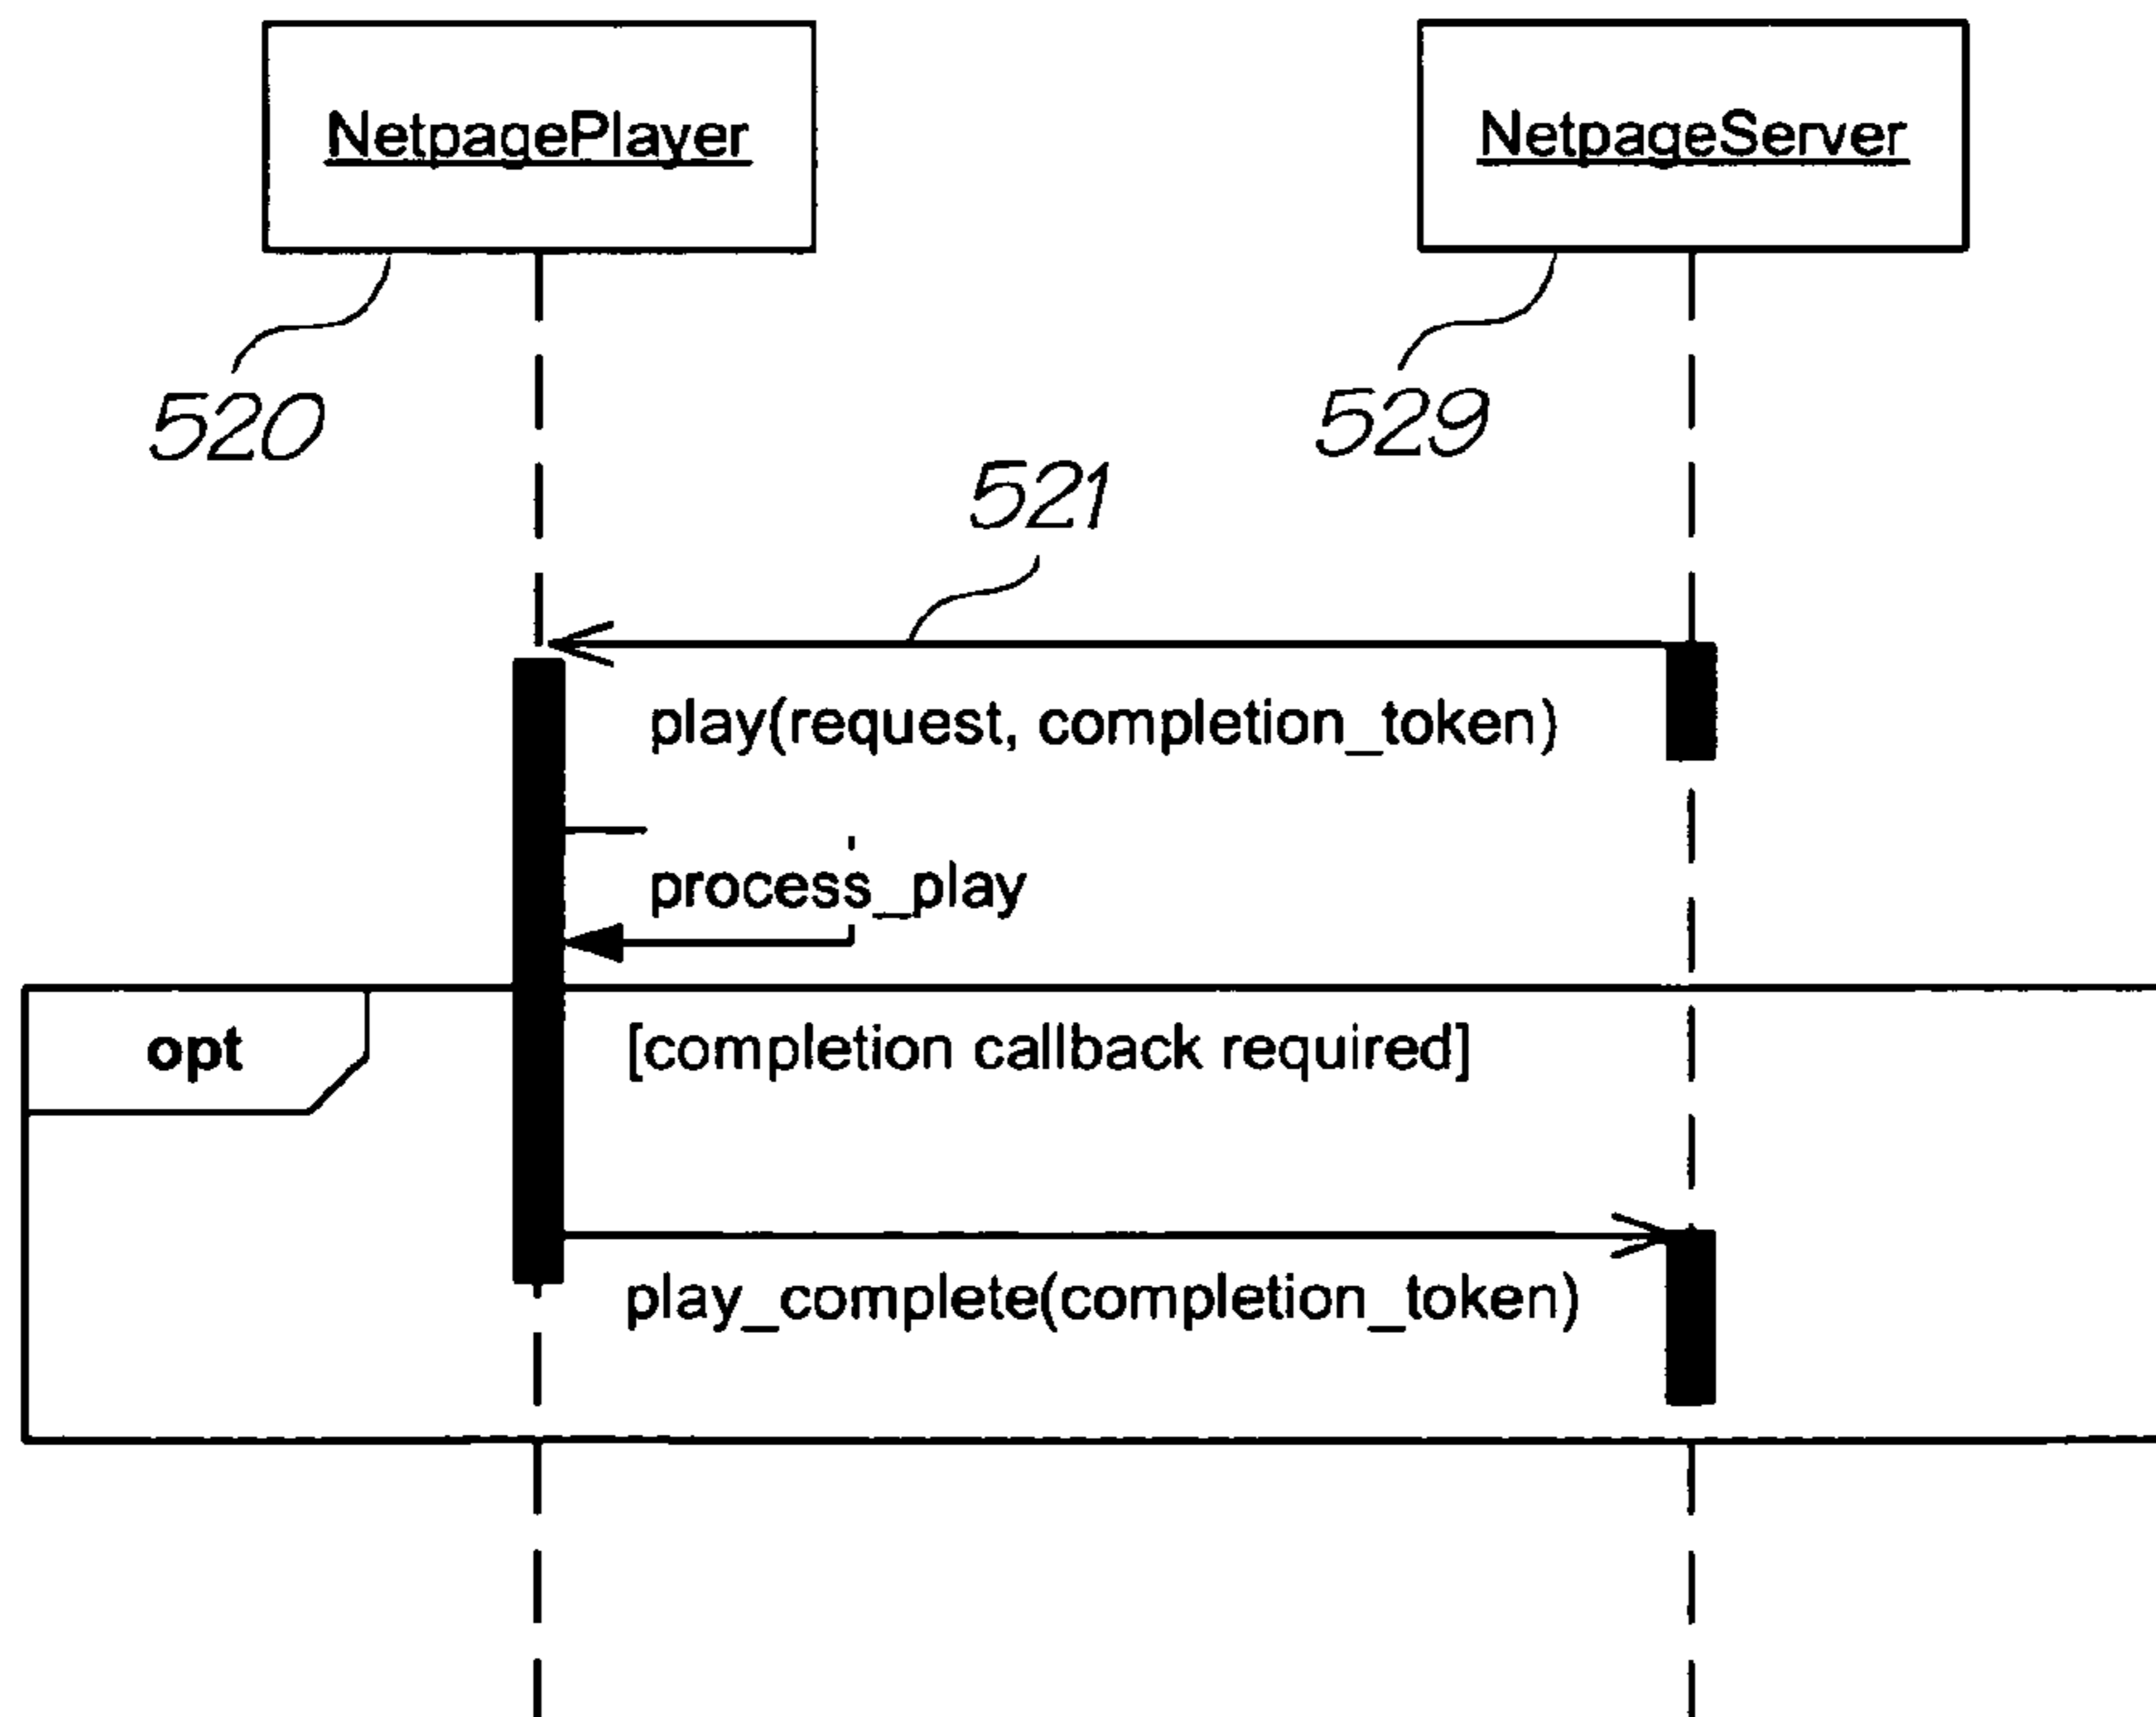 NetpagePlayer
NetpageServer
520
529
521
play(request, completion_token)
process_play
opt
[completion callback required]
play_complete(completion_token)